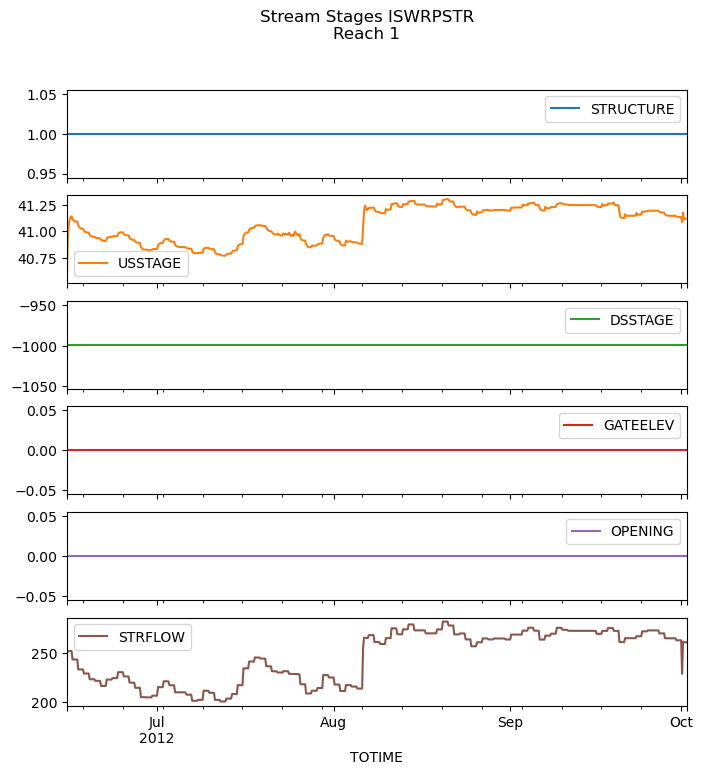 Stream Stages ISWRPSTR
Reach 1
1.05
1.00
0.95
STRUCTURE
41.25
41.00
40.75
USSTAGE
−950
−1000
−1050
DSSTAGE
0.05
0.00
−0.05
GATEELEV
0.05
0.00
−0.05
OPENING
250
200
STRFLOW
Jul
2012
Aug
Sep
Oct
TOTIME